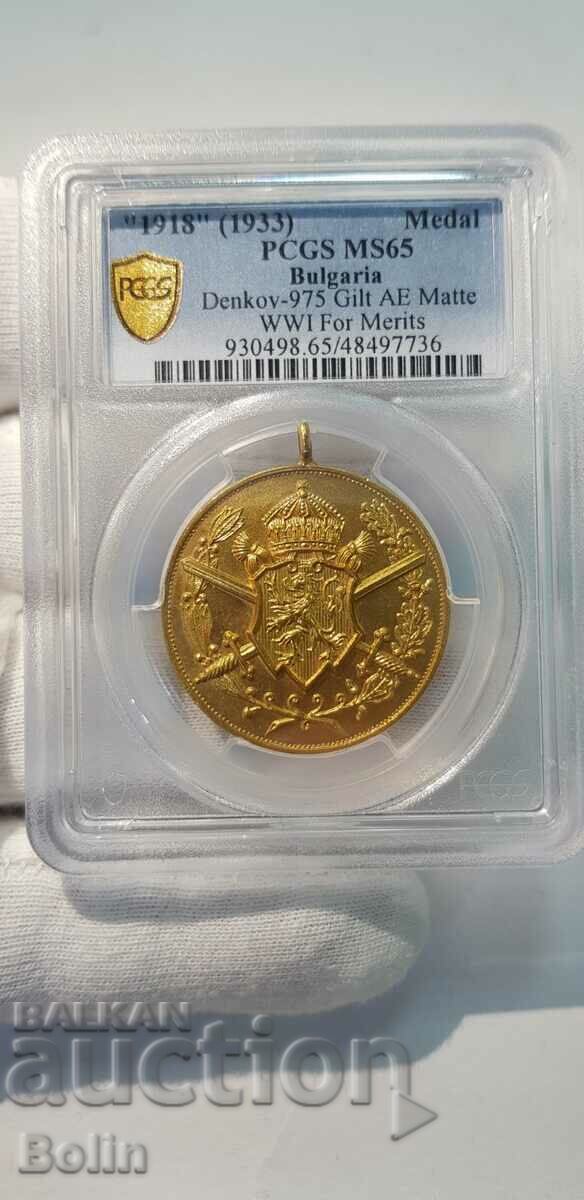 "1918" (1933) Medal
PCGS MS65
Bulgaria
Denkov-975 Gilt AE Matte
WWI For Merits
930498.65/48497736
PCGS
PCGS
BALKAN
auction
Bolin